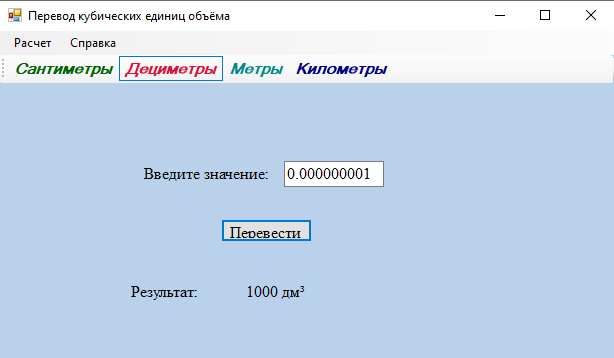 Перевод кубических единиц объёма
Расчет Справка
Сантиметры Дециметры Метры Километры
Введите значение: 0.000000001
Перевести
Результат: 1000 дм³